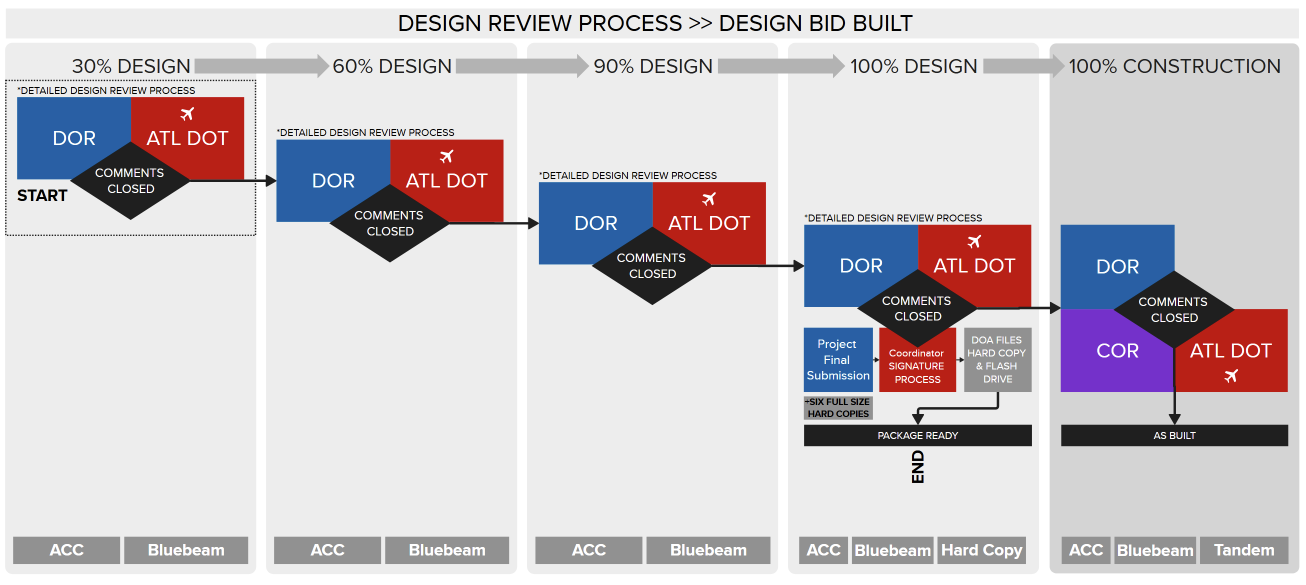 DESIGN REVIEW PROCESS >> DESIGN BID BUILT
30% DESIGN
60% DESIGN
90% DESIGN
100% DESIGN
100% CONSTRUCTION
*DETAILED DESIGN REVIEW PROCESS
DOR
ATL DOT
COMMENTS
CLOSED
START
*DETAILED DESIGN REVIEW PROCESS
DOR
ATL DOT
COMMENTS
CLOSED
*DETAILED DESIGN REVIEW PROCESS
DOR
ATL DOT
COMMENTS
CLOSED
*DETAILED DESIGN REVIEW PROCESS
DOR
ATL DOT
COMMENTS
CLOSED
Project
Final
Submission
Coordinator
SIGNATURE
PROCESS
DOA FILES
HARD COPY
& FLASH
DRIVE
+SIX FULL SIZE
HARD COPIES
PACKAGE READY
END
DOR
COMMENTS
CLOSED
COR
ATL DOT
AS BUILT
ACC
Bluebeam
ACC
Bluebeam
ACC
Bluebeam
ACC
Bluebeam
Hard Copy
ACC
Bluebeam
Tandem